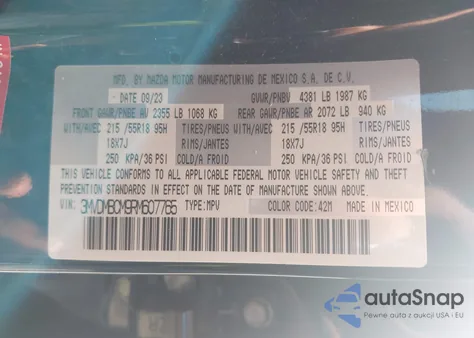 MFD. BY MAZDA MOTOR MANUFACTURING DE MEXICO S.A. DE C.V.
DATE 09/23 GVWR/PNBV 4381 LB 1987 KG
FRONT GAWR/PNBE AV 2355 LB 1068 KG REAR GAWR/PNBE AR 2072 LB 940 KG
WITH/AVEC 215 /55R18 95H TIRES/PNEUS WITH/AVEC 215 /55R18 95H TIRES/PNEUS
18X7J RIMS/JANTES 18X7J RIMS/JANTES
250 KPA/36 PSI COLD/A FROID 250 KPA/36 PSI COLD/A FROID
THIS VEHICLE CONFORMS TO ALL APPLICABLE FEDERAL MOTOR VEHICLE SAFETY AND THEFT
PREVENTION STANDARDS IN EFFECT ON THE DATE OF MANUFACTURE SHOWN ABOVE.
VIN: 3MVDMBCM9RM607765 TYPE:MPV COLOR CODE:42M MADE IN MEXICO
autaSnap
Pewne auta z USA i EU